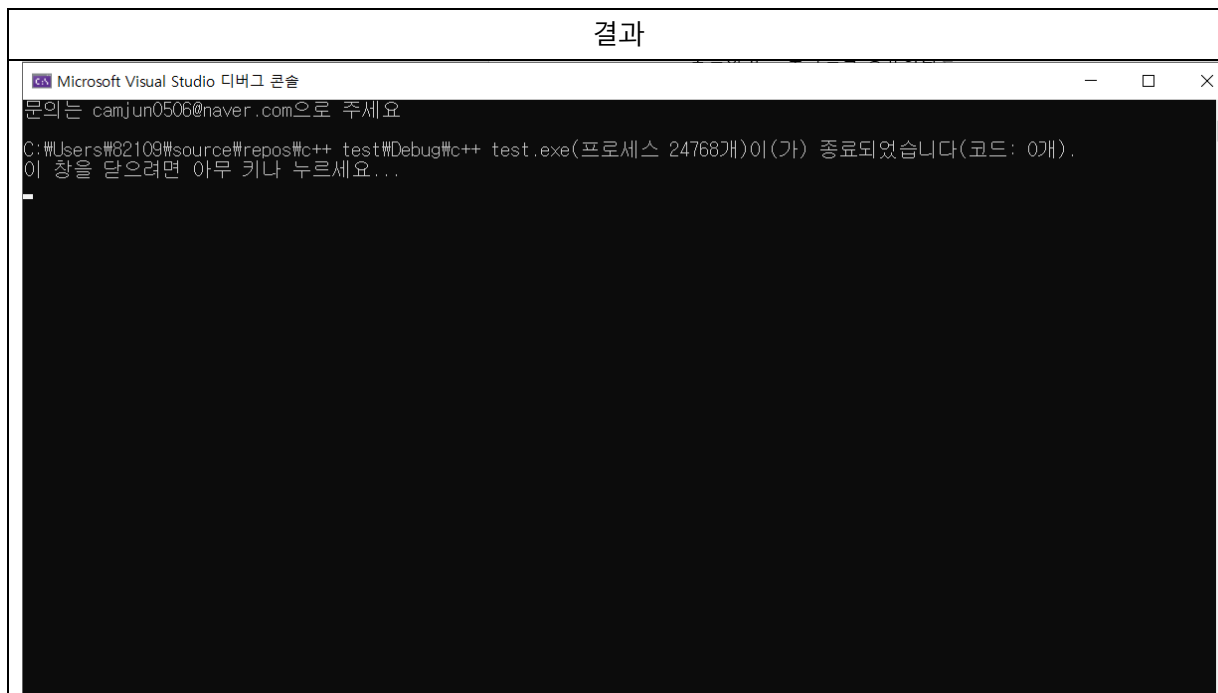 결과
Microsoft Visual Studio 디버그 콘솔
문의는 camjun0506@naver.com으로 주세요
C:₩Users₩82109₩source₩repos₩c++ test₩Debug₩c++ test.exe(프로세스 24768개)이(가) 종료되었습니다(코드: 0개).
이 창을 닫으려면 아무 키나 누르세요...